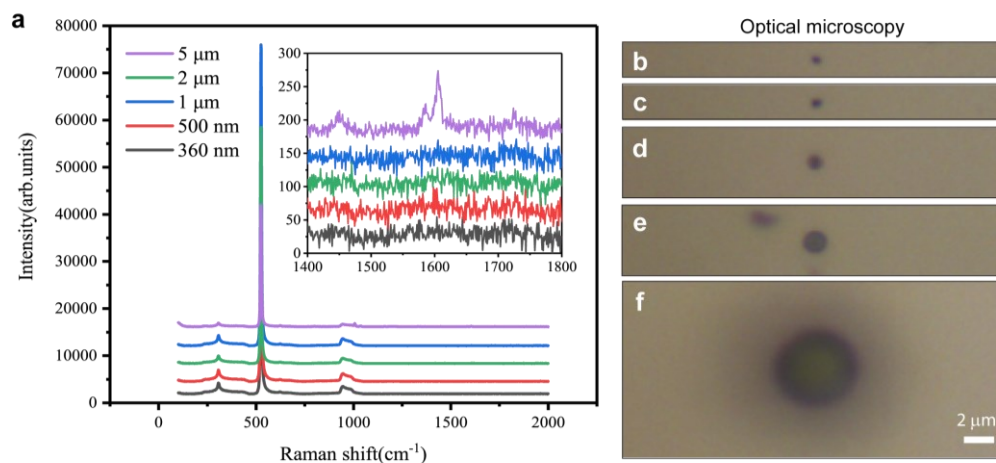 a
80000
70000
60000
50000
40000
30000
20000
10000
0
Intensity(arb.units)
5 μm
2 μm
1 μm
500 nm
360 nm
300
250
200
150
100
50
0
1400 1500 1600 1700 1800
0 500 1000 1500 2000
Raman shift(cm⁻¹)
Optical microscopy
b
c
d
e
f
2 μm